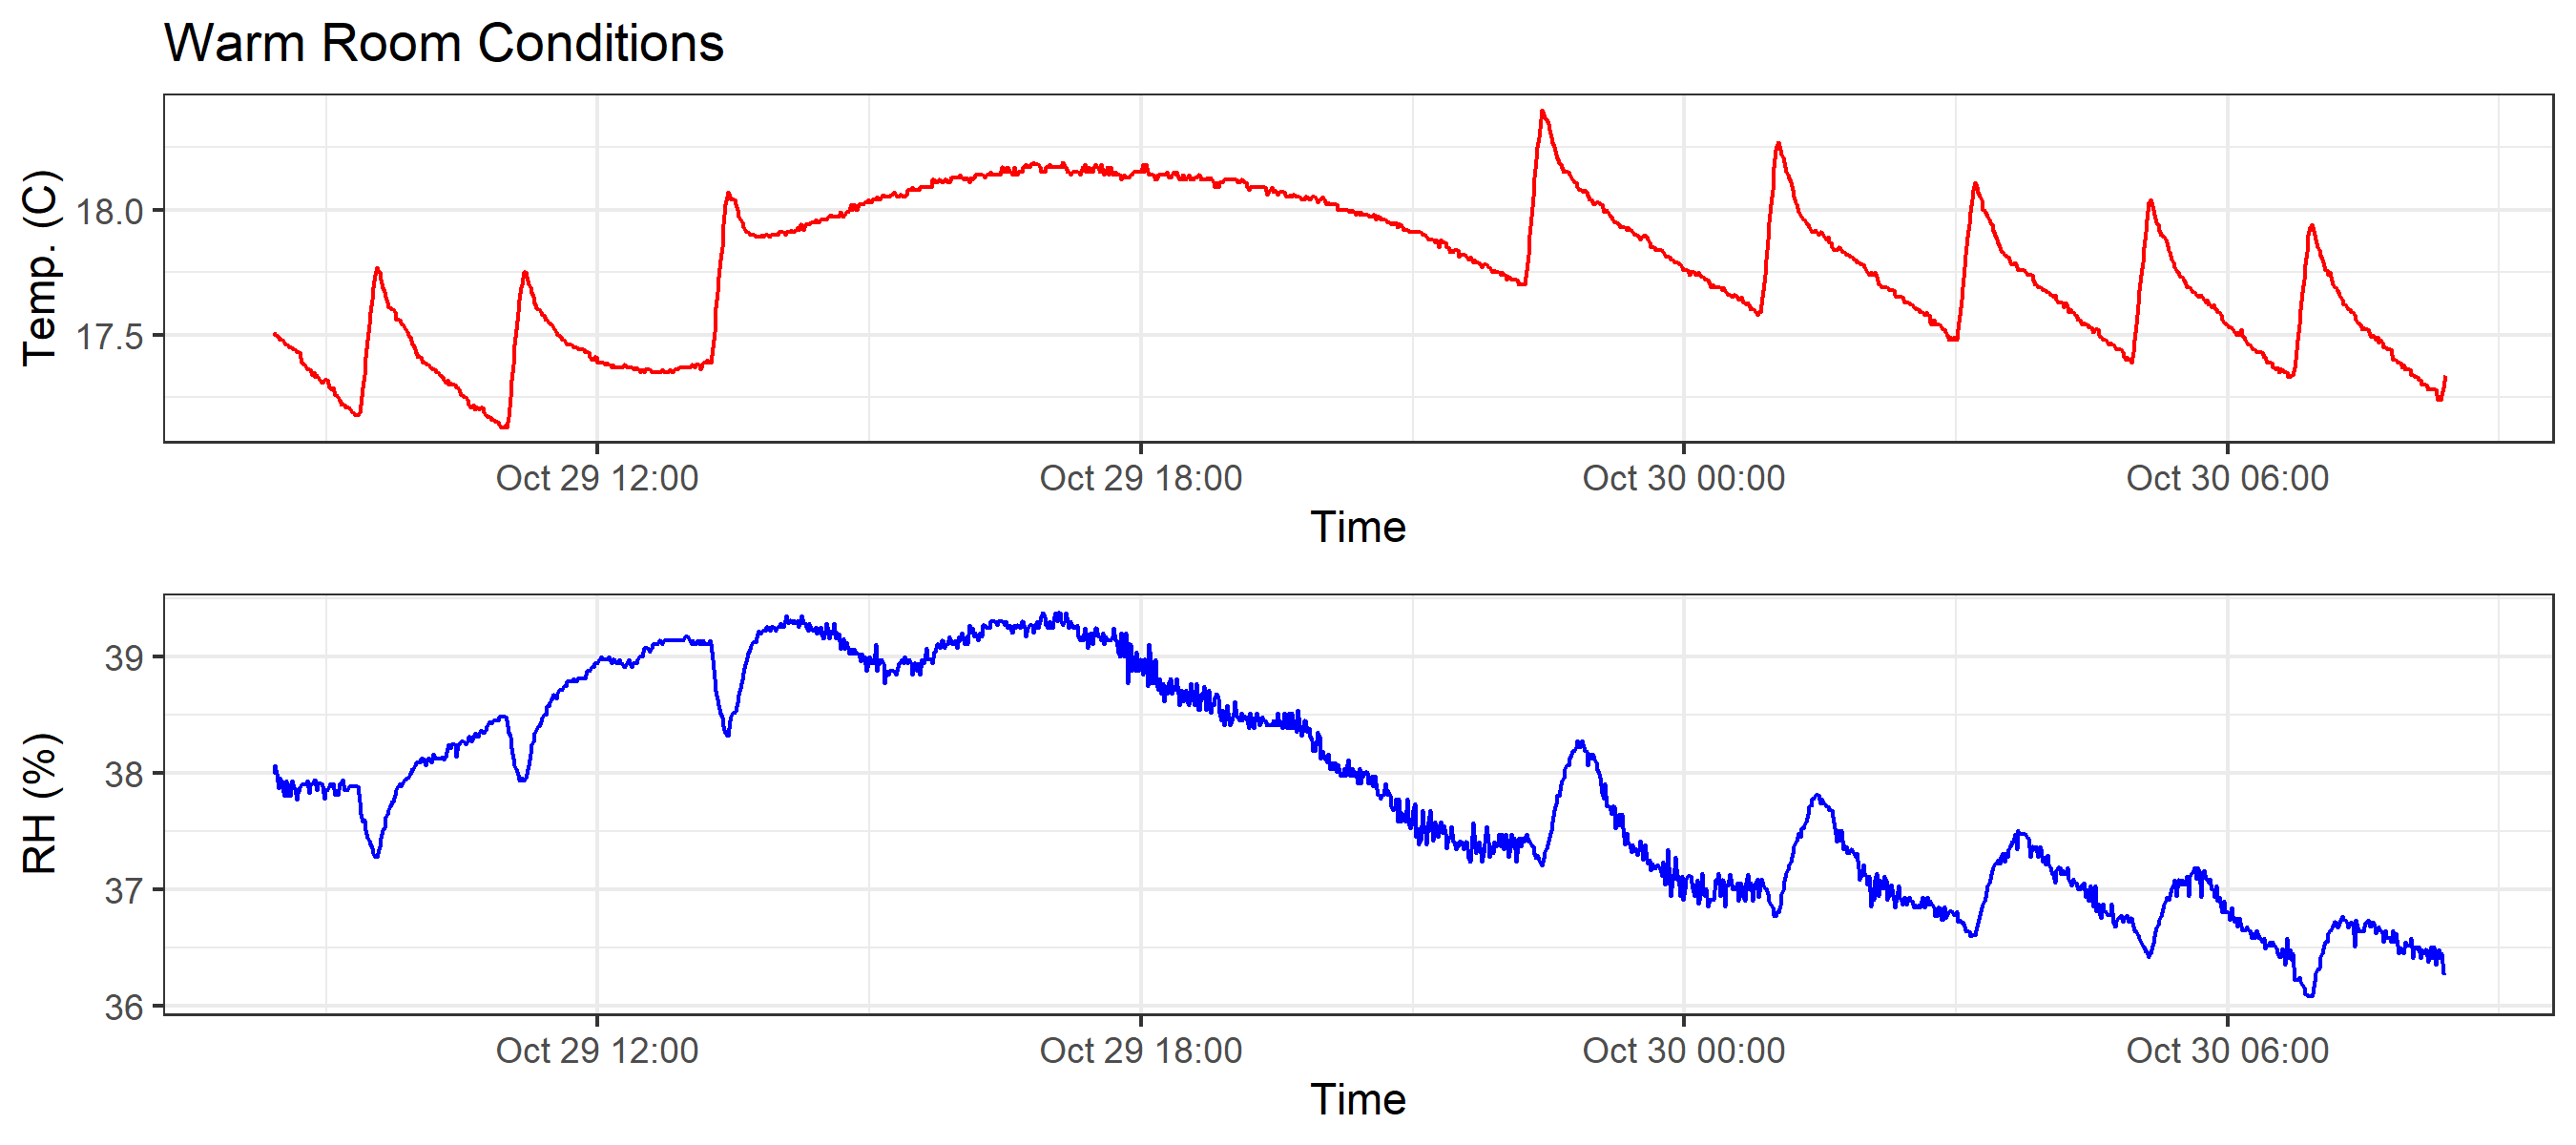 Warm Room Conditions
Temp. (C)
18.0
17.5
Oct 29 12:00 Oct 29 18:00 Oct 30 00:00 Oct 30 06:00
Time
RH (%)
39
38
37
36
Oct 29 12:00 Oct 29 18:00 Oct 30 00:00 Oct 30 06:00
Time